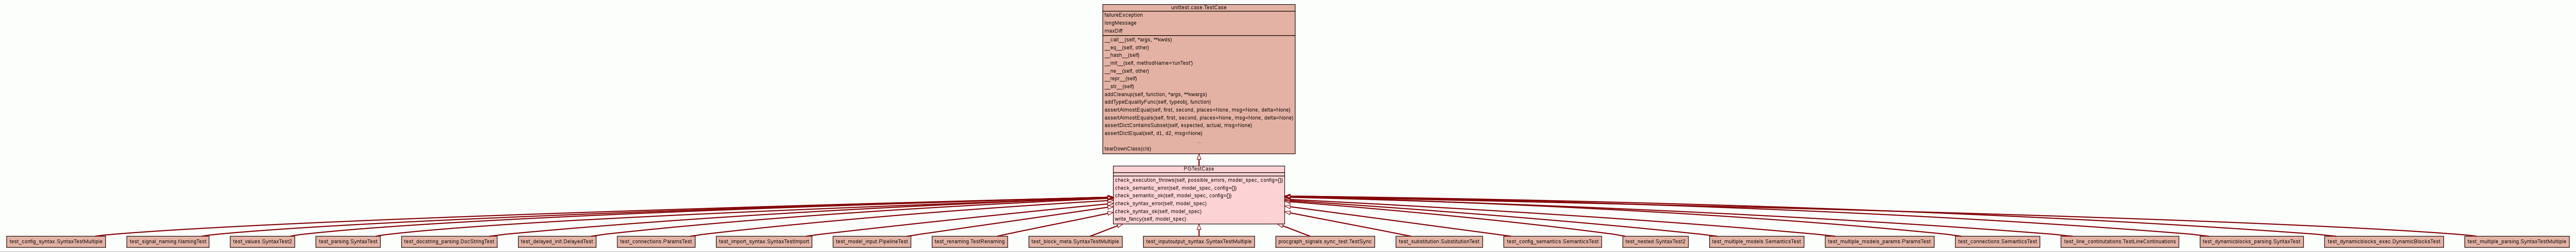 unittest.case.TestCase
failureException
longMessage
maxDiff
__call__(self, *args, **kwds)
__eq__(self, other)
__hash__(self)
__init__(self, methodName='runTest')
__ne__(self, other)
__repr__(self)
__str__(self)
addCleanup(self, function, *args, **kwargs)
addTypeEqualityFunc(self, typeobj, function)
assertAlmostEqual(self, first, second, places=None, msg=None, delta=None)
assertAlmostEquals(self, first, second, places=None, msg=None, delta=None)
assertDictContainsSubset(self, expected, actual, msg=None)
assertDictEqual(self, d1, d2, msg=None)
...
tearDownClass(cls)
PGTestCase
check_execution_throws(self, possible_errors, model_spec, config={})
check_semantic_error(self, model_spec, config={})
check_semantic_ok(self, model_spec, config={})
check_syntax_error(self, model_spec)
check_syntax_ok(self, model_spec)
write_fancy(self, model_spec)
test_config_syntax.SyntaxTestMultiple
test_signal_naming.NamingTest
test_values.SyntaxTest2
test_parsing.SyntaxTest
test_docstring_parsing.DocStringTest
test_delayed_init.DelayedTest
test_connections.ParamsTest
test_import_syntax.SyntaxTestImport
test_model_input.PipelineTest
test_renaming.TestRenaming
test_block_meta.SyntaxTestMultiple
test_inputoutput_syntax.SyntaxTestMultiple
procgraph_signals.sync_test.TestSync
test_substitution.SubstitutionTest
test_config_semantics.SemanticsTest
test_nested.SyntaxTest2
test_multiple_models.SemanticsTest
test_multiple_models_params.ParamsTest
test_connections.SemanticsTest
test_line_continutations.TestLineContinuations
test_dynamicblocks_parsing.SyntaxTest
test_dynamicblocks_exec.DynamicBlocksTest
test_multiple_parsing.SyntaxTestMultiple